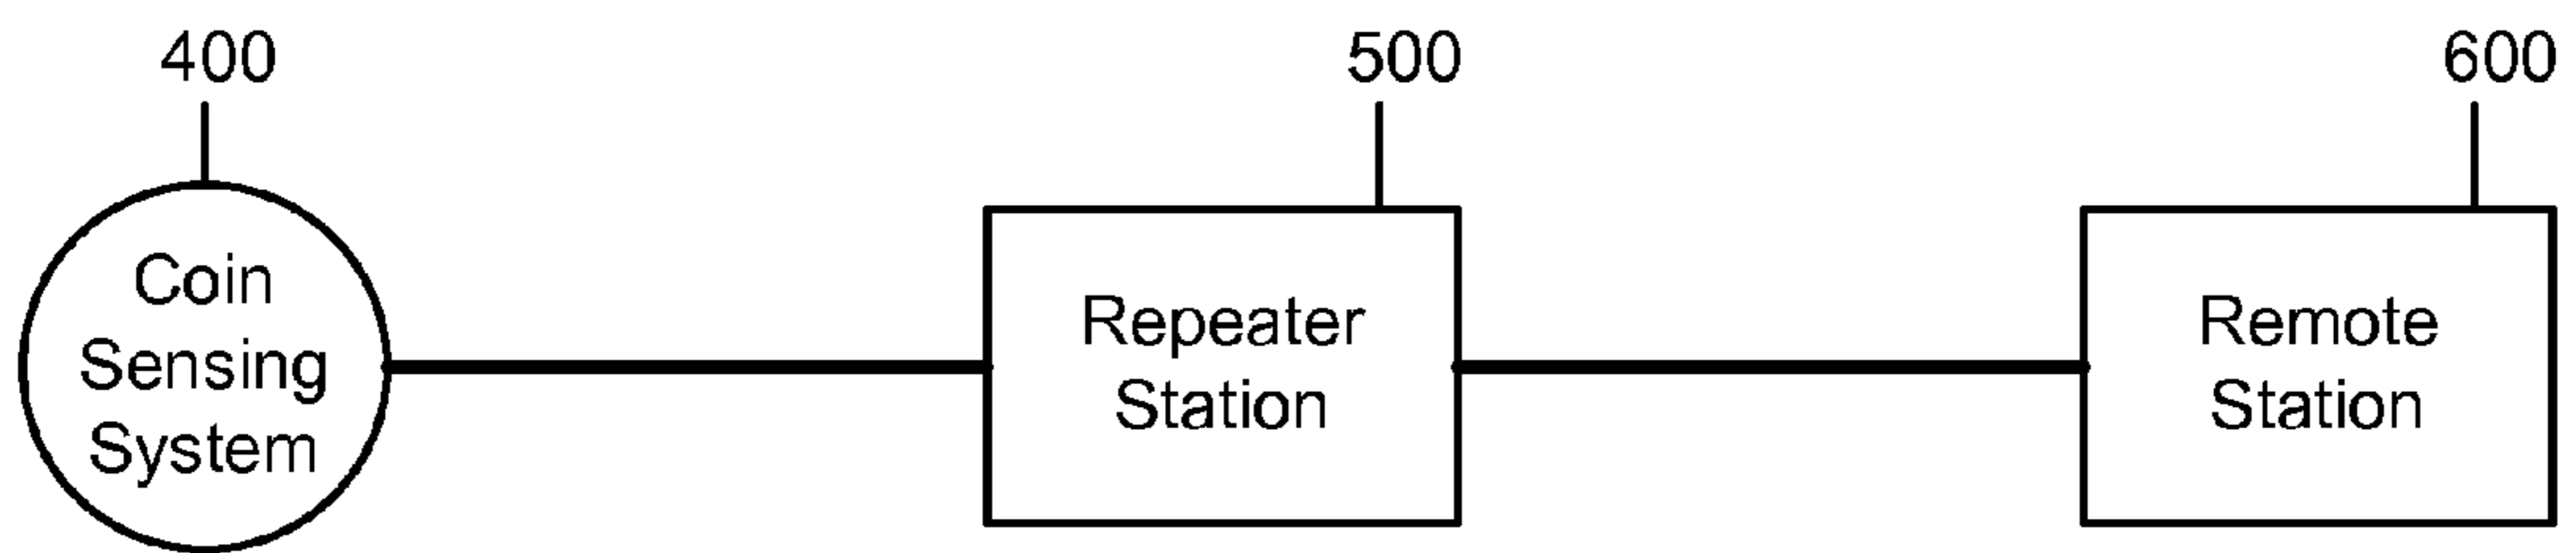 400
500
600
Coin
Sensing
System
Repeater
Station
Remote
Station